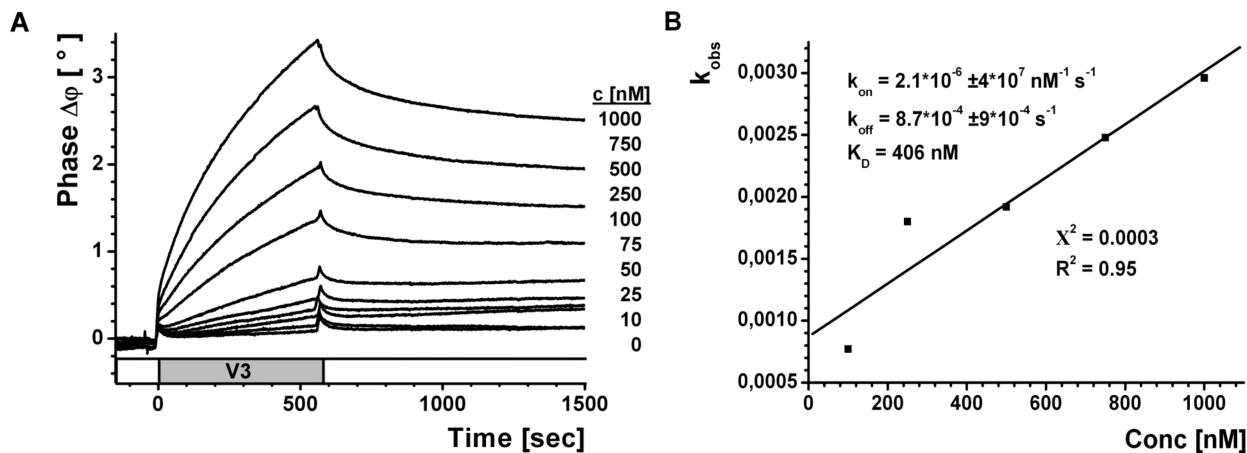 A
Phase Δφ [ ° ]
3
2
1
0
c [nM]
1000
750
500
250
100
75
50
25
10
0
V3
0
500
1000
1500
Time [sec]
B
k_obs
0,0030
0,0025
0,0020
0,0015
0,0010
0,0005
k_on = 2.1*10^-6 ±4*10^7 nM^-1 s^-1
k_off = 8.7*10^-4 ±9*10^-4 s^-1
K_D = 406 nM
X^2 = 0.0003
R^2 = 0.95
0
200
400
600
800
1000
Conc [nM]